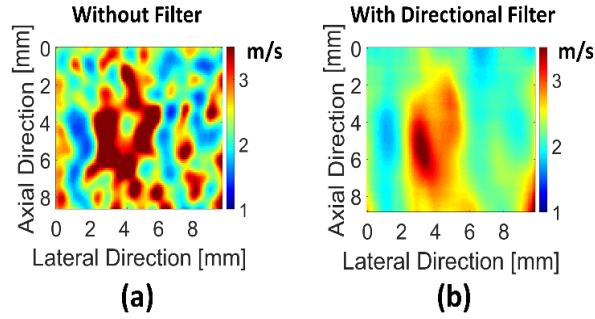 Without Filter
With Directional Filter
m/s
m/s
Axial Direction [mm]
0
2
4
6
8
0 2 4 6 8
Lateral Direction [mm]
3
2
1
Axial Direction [mm]
0
2
4
6
8
0 2 4 6 8
Lateral Direction [mm]
3
2
1
(a)
(b)